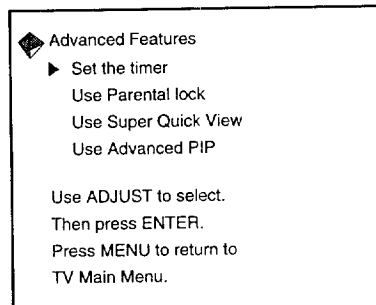 Advanced Features
Set the timer
Use Parental lock
Use Super Quick View
Use Advanced PIP
Use ADJUST to select.
Then press ENTER.
Press MENU to return to
TV Main Menu.